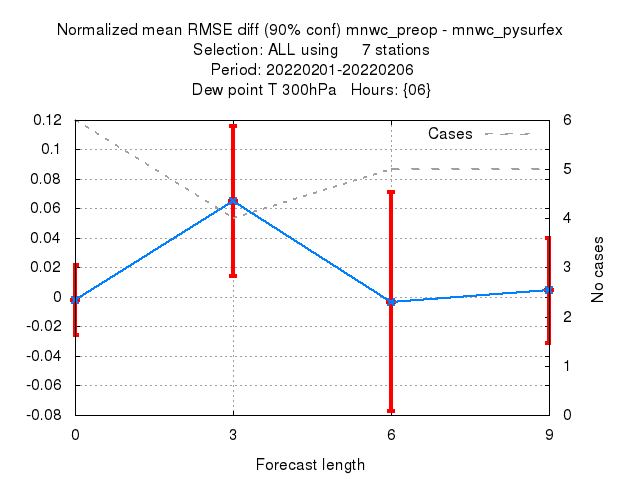 Normalized mean RMSE diff (90% conf) mnwc_preop - mnwc_pysurfex
Selection: ALL using 7 stations
Period: 20220201-20220206
Dew point T 300hPa Hours: {06}
Cases
0.12
0.1
0.08
0.06
0.04
0.02
0
-0.02
-0.04
-0.06
-0.08
6
5
4
3
2
1
0
No cases
0 3 6 9
Forecast length